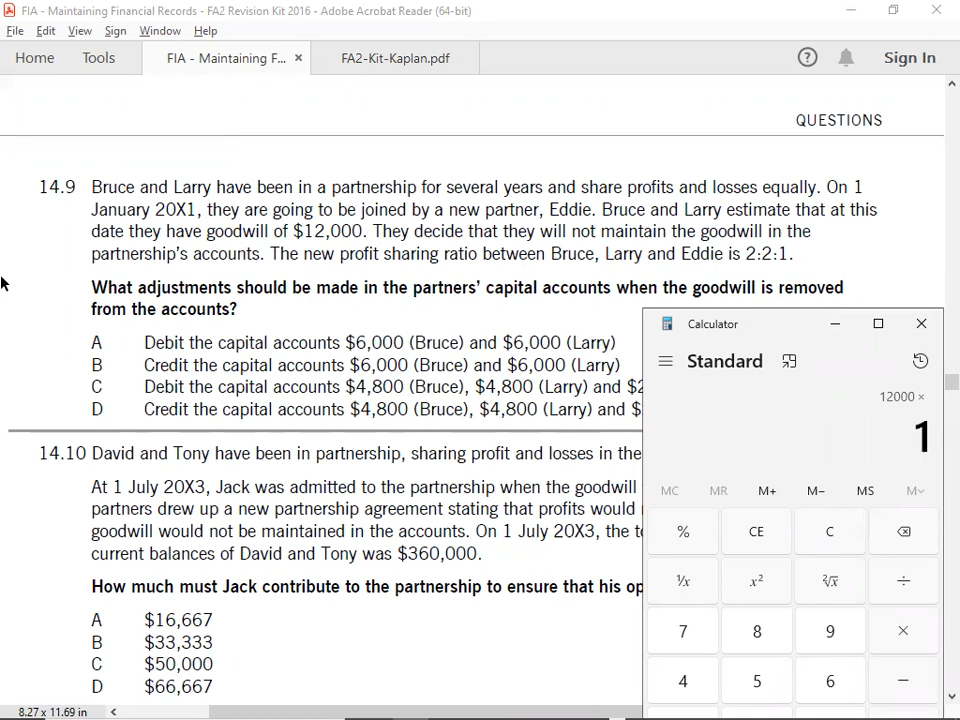 FIA - Maintaining Financial Records - FA2 Revision Kit 2016 - Adobe Acrobat Reader (64-bit)
File Edit View Window Sign Help
Home Tools FIA - Maintaining F... × FA2-Kit-Kaplan.pdf Sign In
QUESTIONS
14.9 Bruce and Larry have been in a partnership for several years and share profits and losses equally. On 1
January 20X1, they are going to be joined by a new partner, Eddie. Bruce and Larry estimate that at this
date they have goodwill of $12,000. They decide that they will not maintain the goodwill in the
partnership's accounts. The new profit sharing ratio between Bruce, Larry and Eddie is 2:2:1.
What adjustments should be made in the partners' capital accounts when the goodwill is removed
from the accounts?
A Debit the capital accounts $6,000 (Bruce) and $6,000 (Larry)
B Credit the capital accounts $6,000 (Bruce) and $6,000 (Larry)
C Debit the capital accounts $4,800 (Bruce), $4,800 (Larry) and $2
D Credit the capital accounts $4,800 (Bruce), $4,800 (Larry) and $
14.10 David and Tony have been in partnership, sharing profit and losses in the
At 1 July 20X3, Jack was admitted to the partnership when the goodwill
partners drew up a new partnership agreement stating that profits would
goodwill would not be maintained in the accounts. On 1 July 20X3, the
current balances of David and Tony was $360,000.
How much must Jack contribute to the partnership to ensure that his op
A $16,667
B $33,333
C $50,000
D $66,667
8.27 x 11.69 in
Calculator
Standard
12000 ×
1
MC MR M+ M− MS M
% CE C
¹/x x² ²√x ÷
7 8 9 ×
4 5 6 −